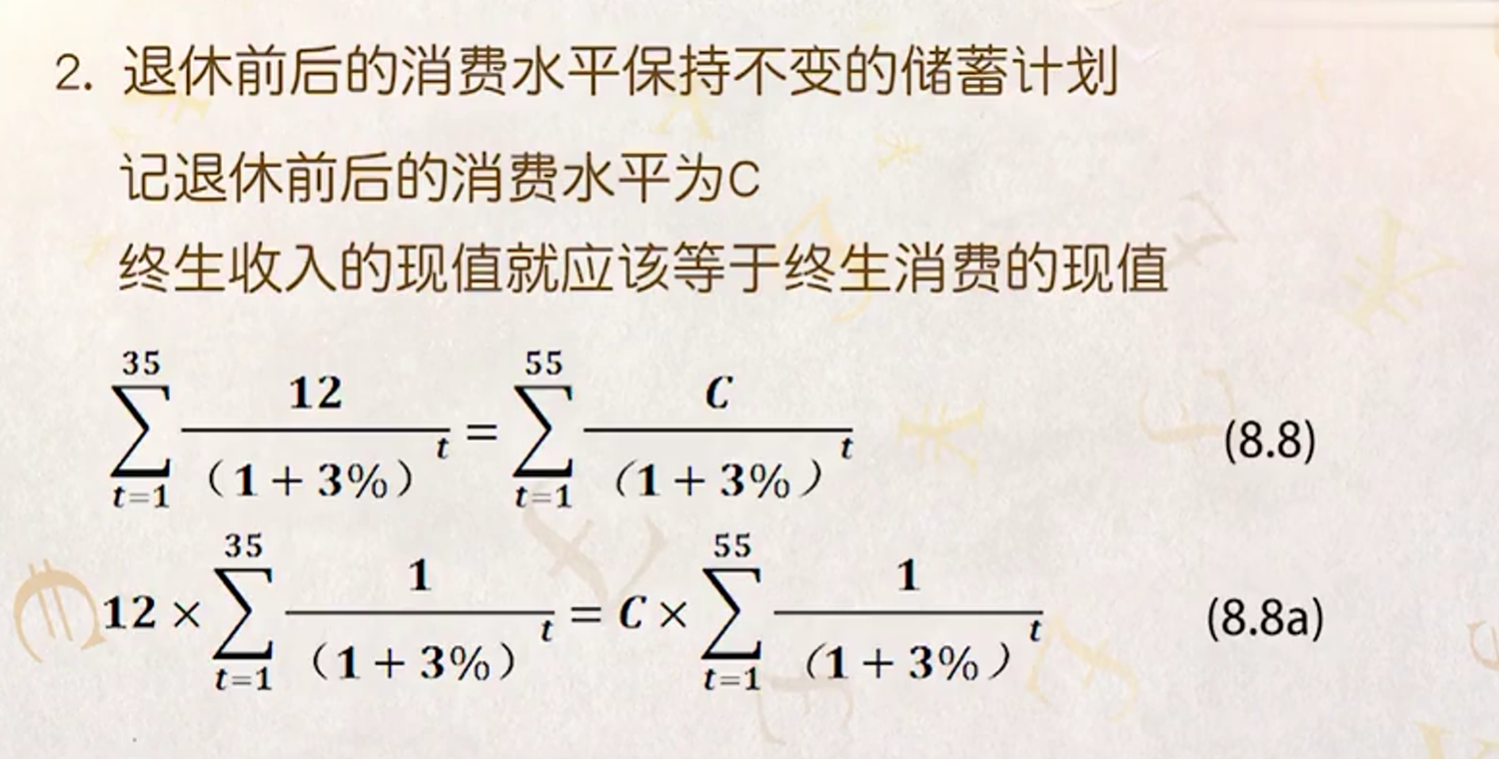 2. 退休前后的消费水平保持不变的储蓄计划
记退休前后的消费水平为C
终生收入的现值就应该等于终生消费的现值
$\sum_{t=1}^{35} \frac{12}{(1+3\%)^t} = \sum_{t=1}^{55} \frac{C}{(1+3\%)^t}$ (8.8)
$12 \times \sum_{t=1}^{35} \frac{1}{(1+3\%)^t} = C \times \sum_{t=1}^{55} \frac{1}{(1+3\%)^t}$ (8.8a)